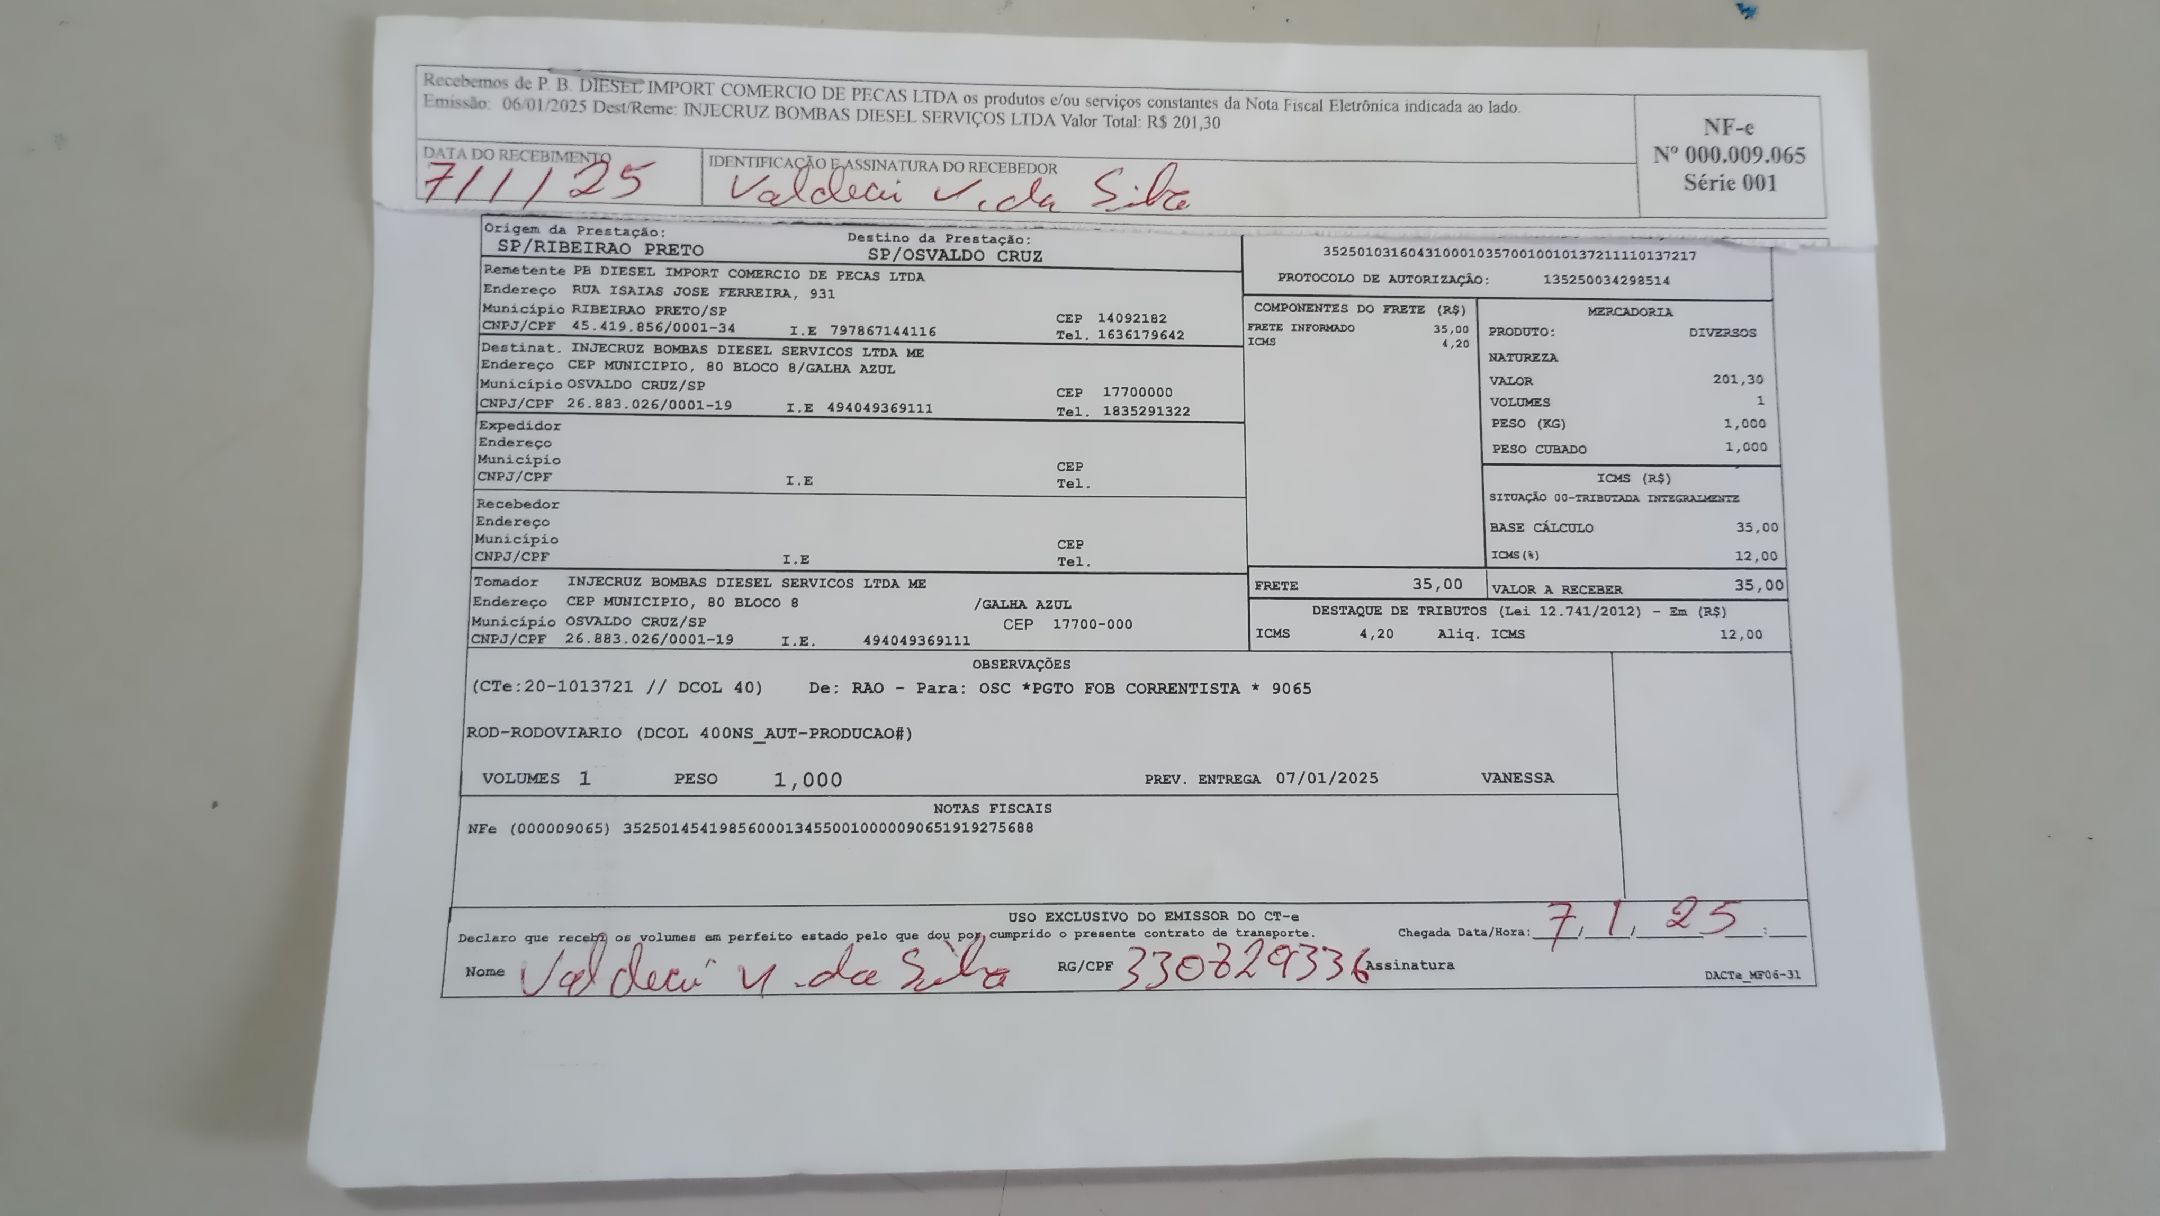 Recebemos de P. B. DIESEL IMPORT COMERCIO DE PECAS LTDA os produtos e/ou serviços constantes da Nota Fiscal Eletrônica indicada ao lado.
Emissão: 06/01/2025 Dest/Reme: INJECRUZ BOMBAS DIESEL SERVIÇOS LTDA Valor Total: R$ 201,30
NF-e
Nº 000.009.065
Série 001
DATA DO RECEBIMENTO
7/1/25
IDENTIFICAÇÃO E ASSINATURA DO RECEBEDOR
Valdeci V. da Silva
Origem da Prestação:
SP/RIBEIRAO PRETO
Destino da Prestação:
SP/OSVALDO CRUZ
Remetente PB DIESEL IMPORT COMERCIO DE PECAS LTDA
Endereço RUA ISAIAS JOSE FERREIRA, 931
Município RIBEIRAO PRETO/SP CEP 14092182
CNPJ/CPF 45.419.856/0001-34 I.E 797867144116 Tel. 1636179642
Destinat. INJECRUZ BOMBAS DIESEL SERVICOS LTDA ME
Endereço CEP MUNICIPIO, 80 BLOCO 8/GALHA AZUL
Município OSVALDO CRUZ/SP CEP 17700000
CNPJ/CPF 26.883.026/0001-19 I.E 494049369111 Tel. 1835291322
Expedidor
Endereço
Município CEP
CNPJ/CPF I.E Tel.
Recebedor
Endereço
Município CEP
CNPJ/CPF I.E Tel.
Tomador INJECRUZ BOMBAS DIESEL SERVICOS LTDA ME
Endereço CEP MUNICIPIO, 80 BLOCO 8 /GALHA AZUL
Município OSVALDO CRUZ/SP CEP 17700-000
CNPJ/CPF 26.883.026/0001-19 I.E. 494049369111
35250103160431000103570010010137211110137217
PROTOCOLO DE AUTORIZAÇÃO: 135250034298514
COMPONENTES DO FRETE (R$)
FRETE INFORMADO 35,00
ICMS 4,20
MERCADORIA
PRODUTO: DIVERSOS
NATUREZA
VALOR 201,30
VOLUMES 1
PESO (KG) 1,000
PESO CUBADO 1,000
ICMS (R$)
SITUAÇÃO 00-TRIBUTADA INTEGRALMENTE
BASE CÁLCULO 35,00
ICMS(%) 12,00
FRETE 35,00 VALOR A RECEBER 35,00
DESTAQUE DE TRIBUTOS (Lei 12.741/2012) - Em (R$)
ICMS 4,20 Aliq. ICMS 12,00
OBSERVAÇÕES
(CTe:20-1013721 // DCOL 40) De: RAO - Para: OSC *PGTO FOB CORRENTISTA * 9065
ROD-RODOVIARIO (DCOL 400NS_AUT-PRODUCAO#)
VOLUMES 1 PESO 1,000 PREV. ENTREGA 07/01/2025 VANESSA
NOTAS FISCAIS
NFe (000009065) 35250145419856000134550010000090651919275688
USO EXCLUSIVO DO EMISSOR DO CT-e
Declaro que recebi os volumes em perfeito estado pelo que dou por cumprido o presente contrato de transporte. Chegada Data/Hora: 7/1/25 :
Nome Valdeci V. da Silva RG/CPF 330829336 Assinatura
DACTe_MF06-31